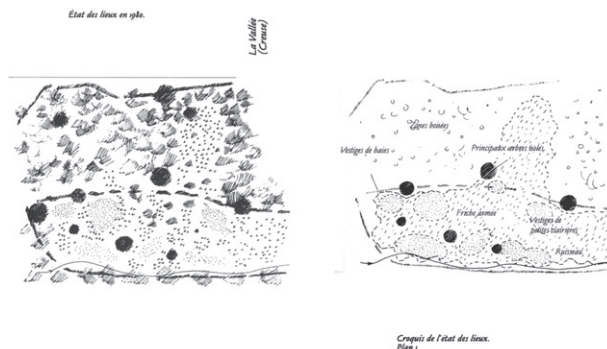 État des lieux en 1980.
La Vallée
(Creuse)
Zones boisées
Vestiges de haies
Principaux arbres isolés
Friche armée
Vestiges de
petites clairières
Ruisseau
Croquis de l'état des lieux.
Plan 1